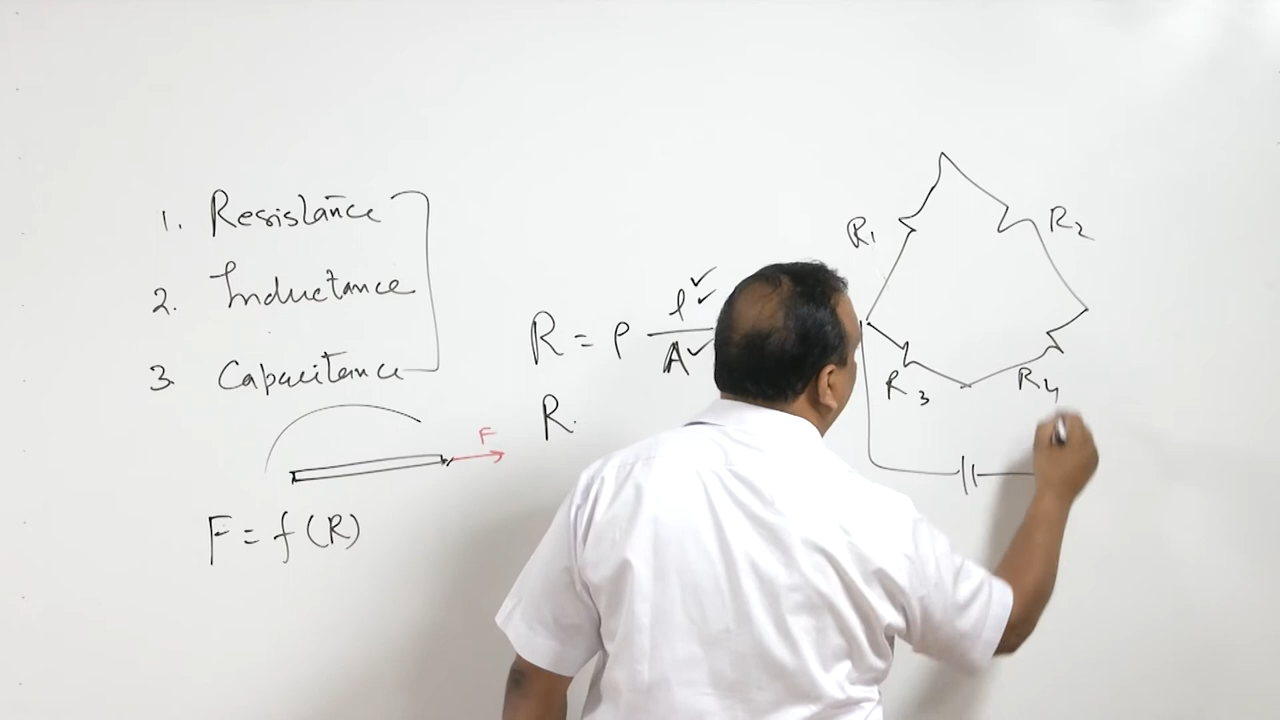 1. Resistance
2. Inductance
3. Capacitance
F
F = f (R)
R = ρ l/A
R.
R1
R2
R3
R4